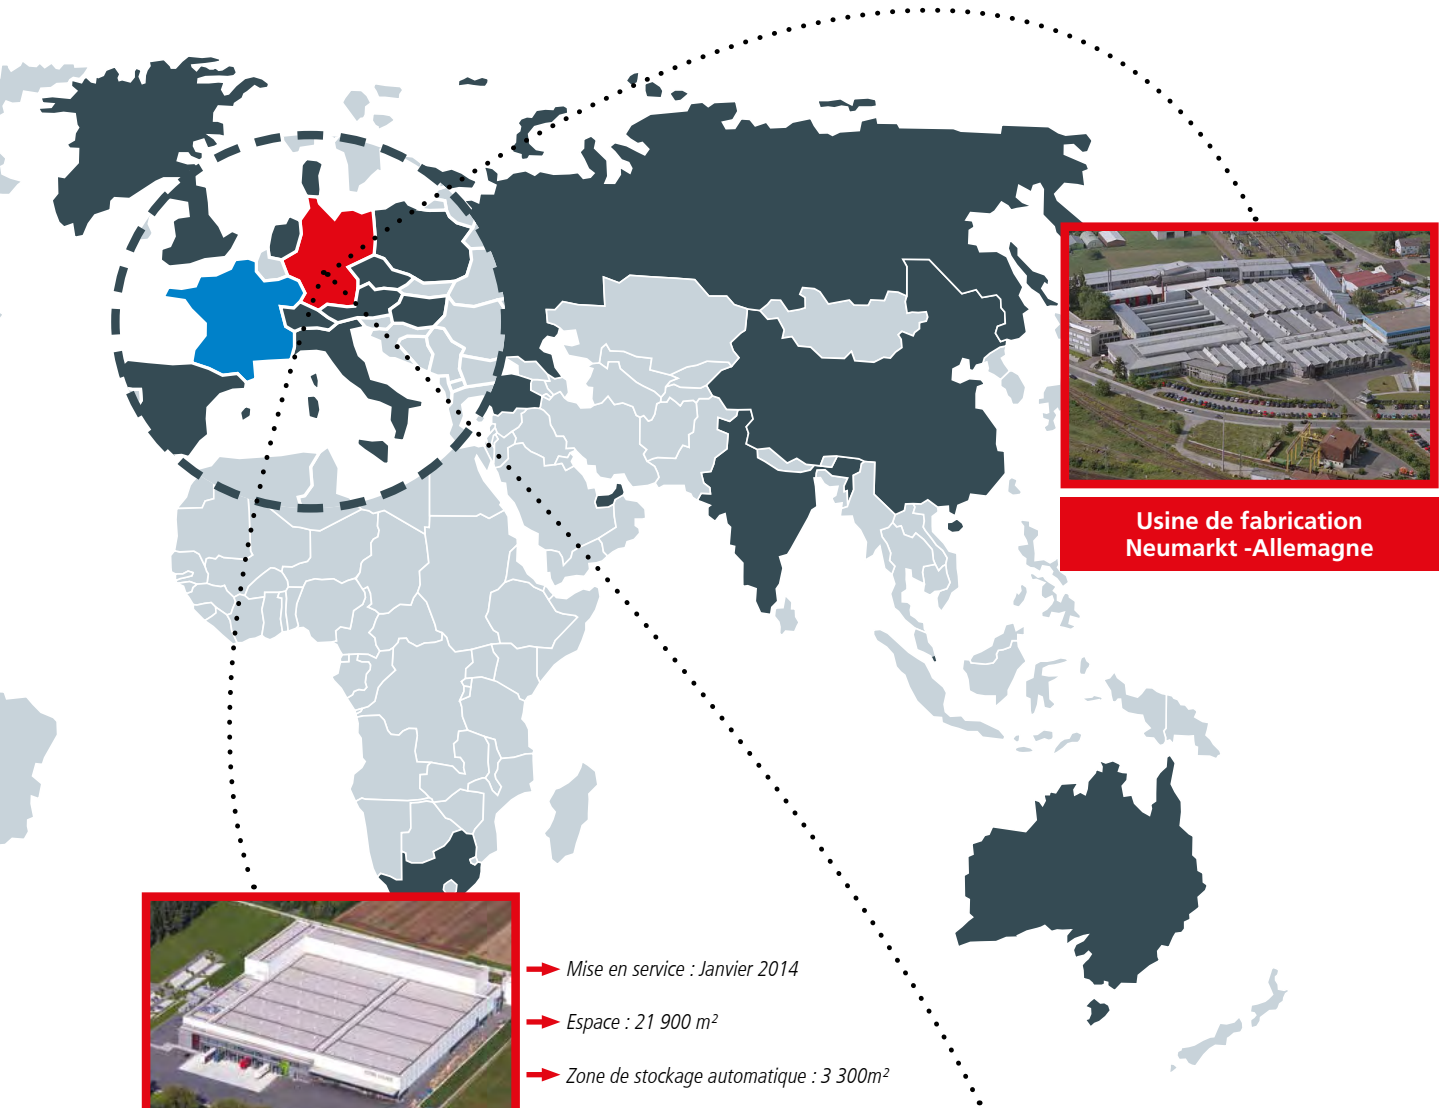 Usine de fabrication
Neumarkt -Allemagne
Mise en service : Janvier 2014
Espace : 21 900 m²
Zone de stockage automatique : 3 300m²